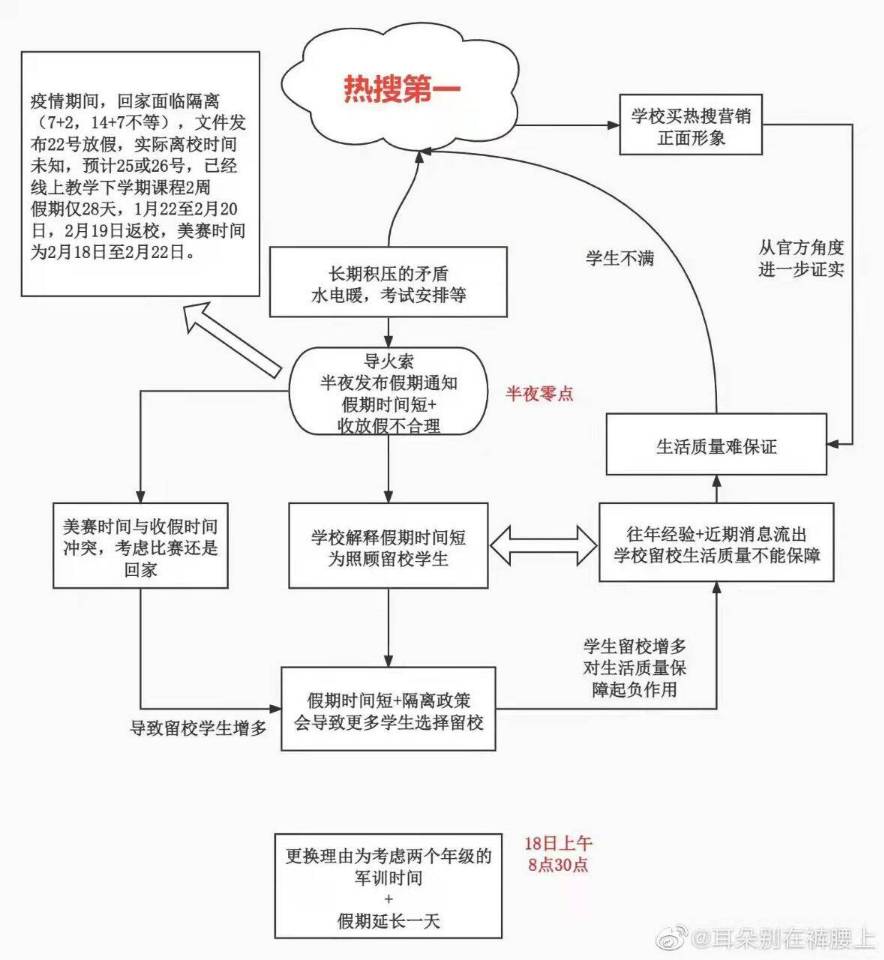 热搜第一
疫情期间，回家面临隔离
（7+2，14+7不等），文件发
布22号放假，实际离校时间
未知，预计25或26号，已经
线上教学下学期课程2周
假期仅28天，1月22至2月20
日，2月19日返校，美赛时间
为2月18日至2月22日。
学校买热搜营销
正面形象
长期积压的矛盾
水电暖，考试安排等
学生不满
从官方角度
进一步证实
导火索
半夜发布假期通知
假期时间短+
收放假不合理
半夜零点
生活质量难保证
美赛时间与收假时间
冲突，考虑比赛还是
回家
学校解释假期时间短
为照顾留校学生
往年经验+近期消息流出
学校留校生活质量不能保障
学生留校增多
对生活质量保
障起负作用
导致留校学生增多
假期时间短+隔离政策
会导致更多学生选择留校
更换理由为考虑两个年级的
军训时间
+
假期延长一天
18日上午
8点30点
@耳朵别在裤腰上